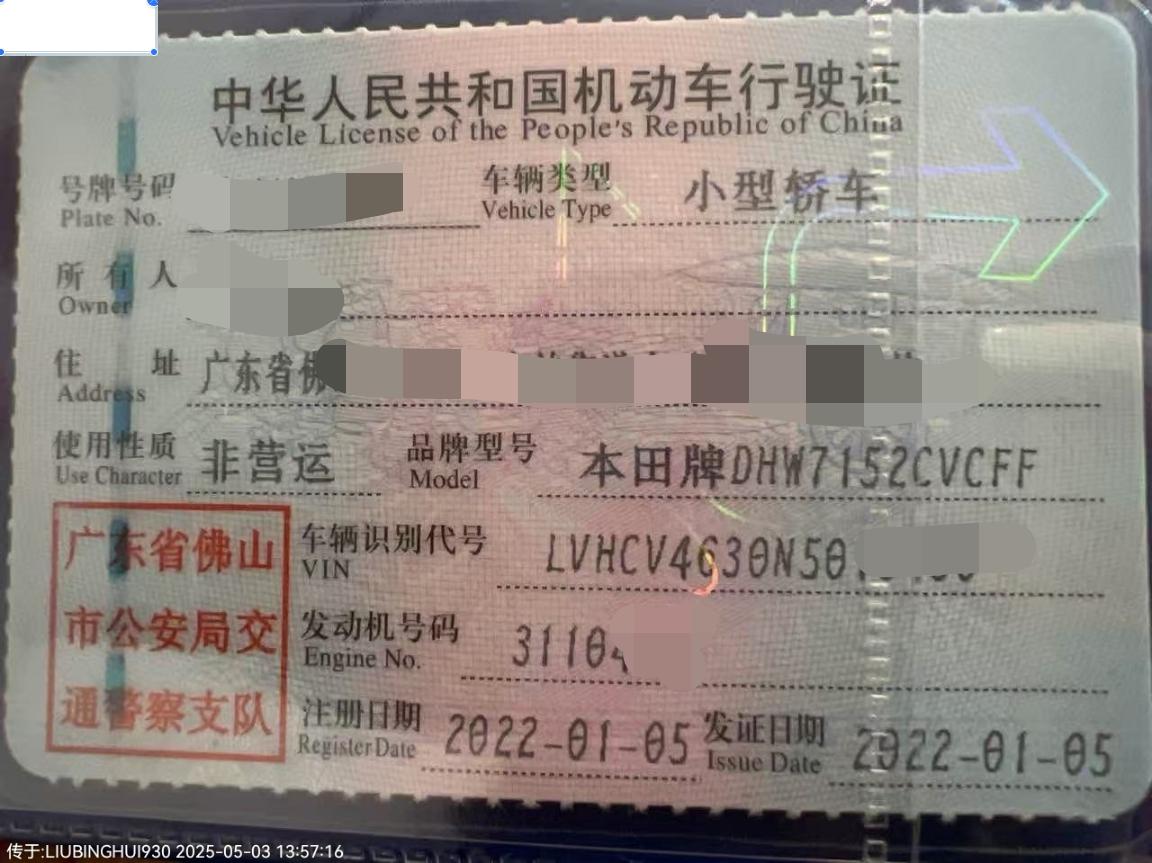 中华人民共和国机动车行驶证
Vehicle License of the People's Republic of China
号牌号码
Plate No.
车辆类型 小型轿车
Vehicle Type
所有人
Owner
住址 广东省佛
Address
使用性质 非营运 品牌型号 本田牌DHW7152CVCFF
Use Character Model
广东省佛山
市公安局交
通警察支队
车辆识别代号 LVHCV4630N50
VIN
发动机号码 3110
Engine No.
注册日期 2022-01-05 发证日期 2022-01-05
Register Date Issue Date
传于:LIUBINGHUI930 2025-05-03 13:57:16